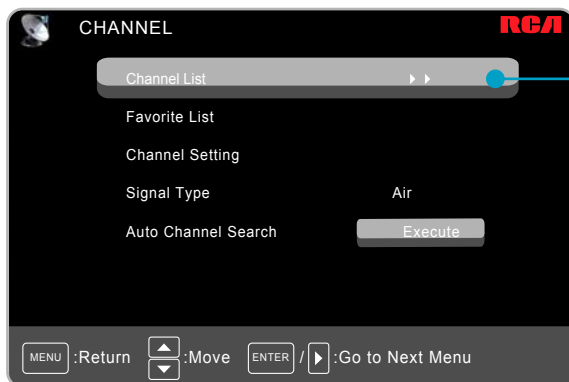 CHANNEL RCA
Channel List
Favorite List
Channel Setting
Signal Type Air
Auto Channel Search Execute
MENU :Return :Move ENTER / :Go to Next Menu